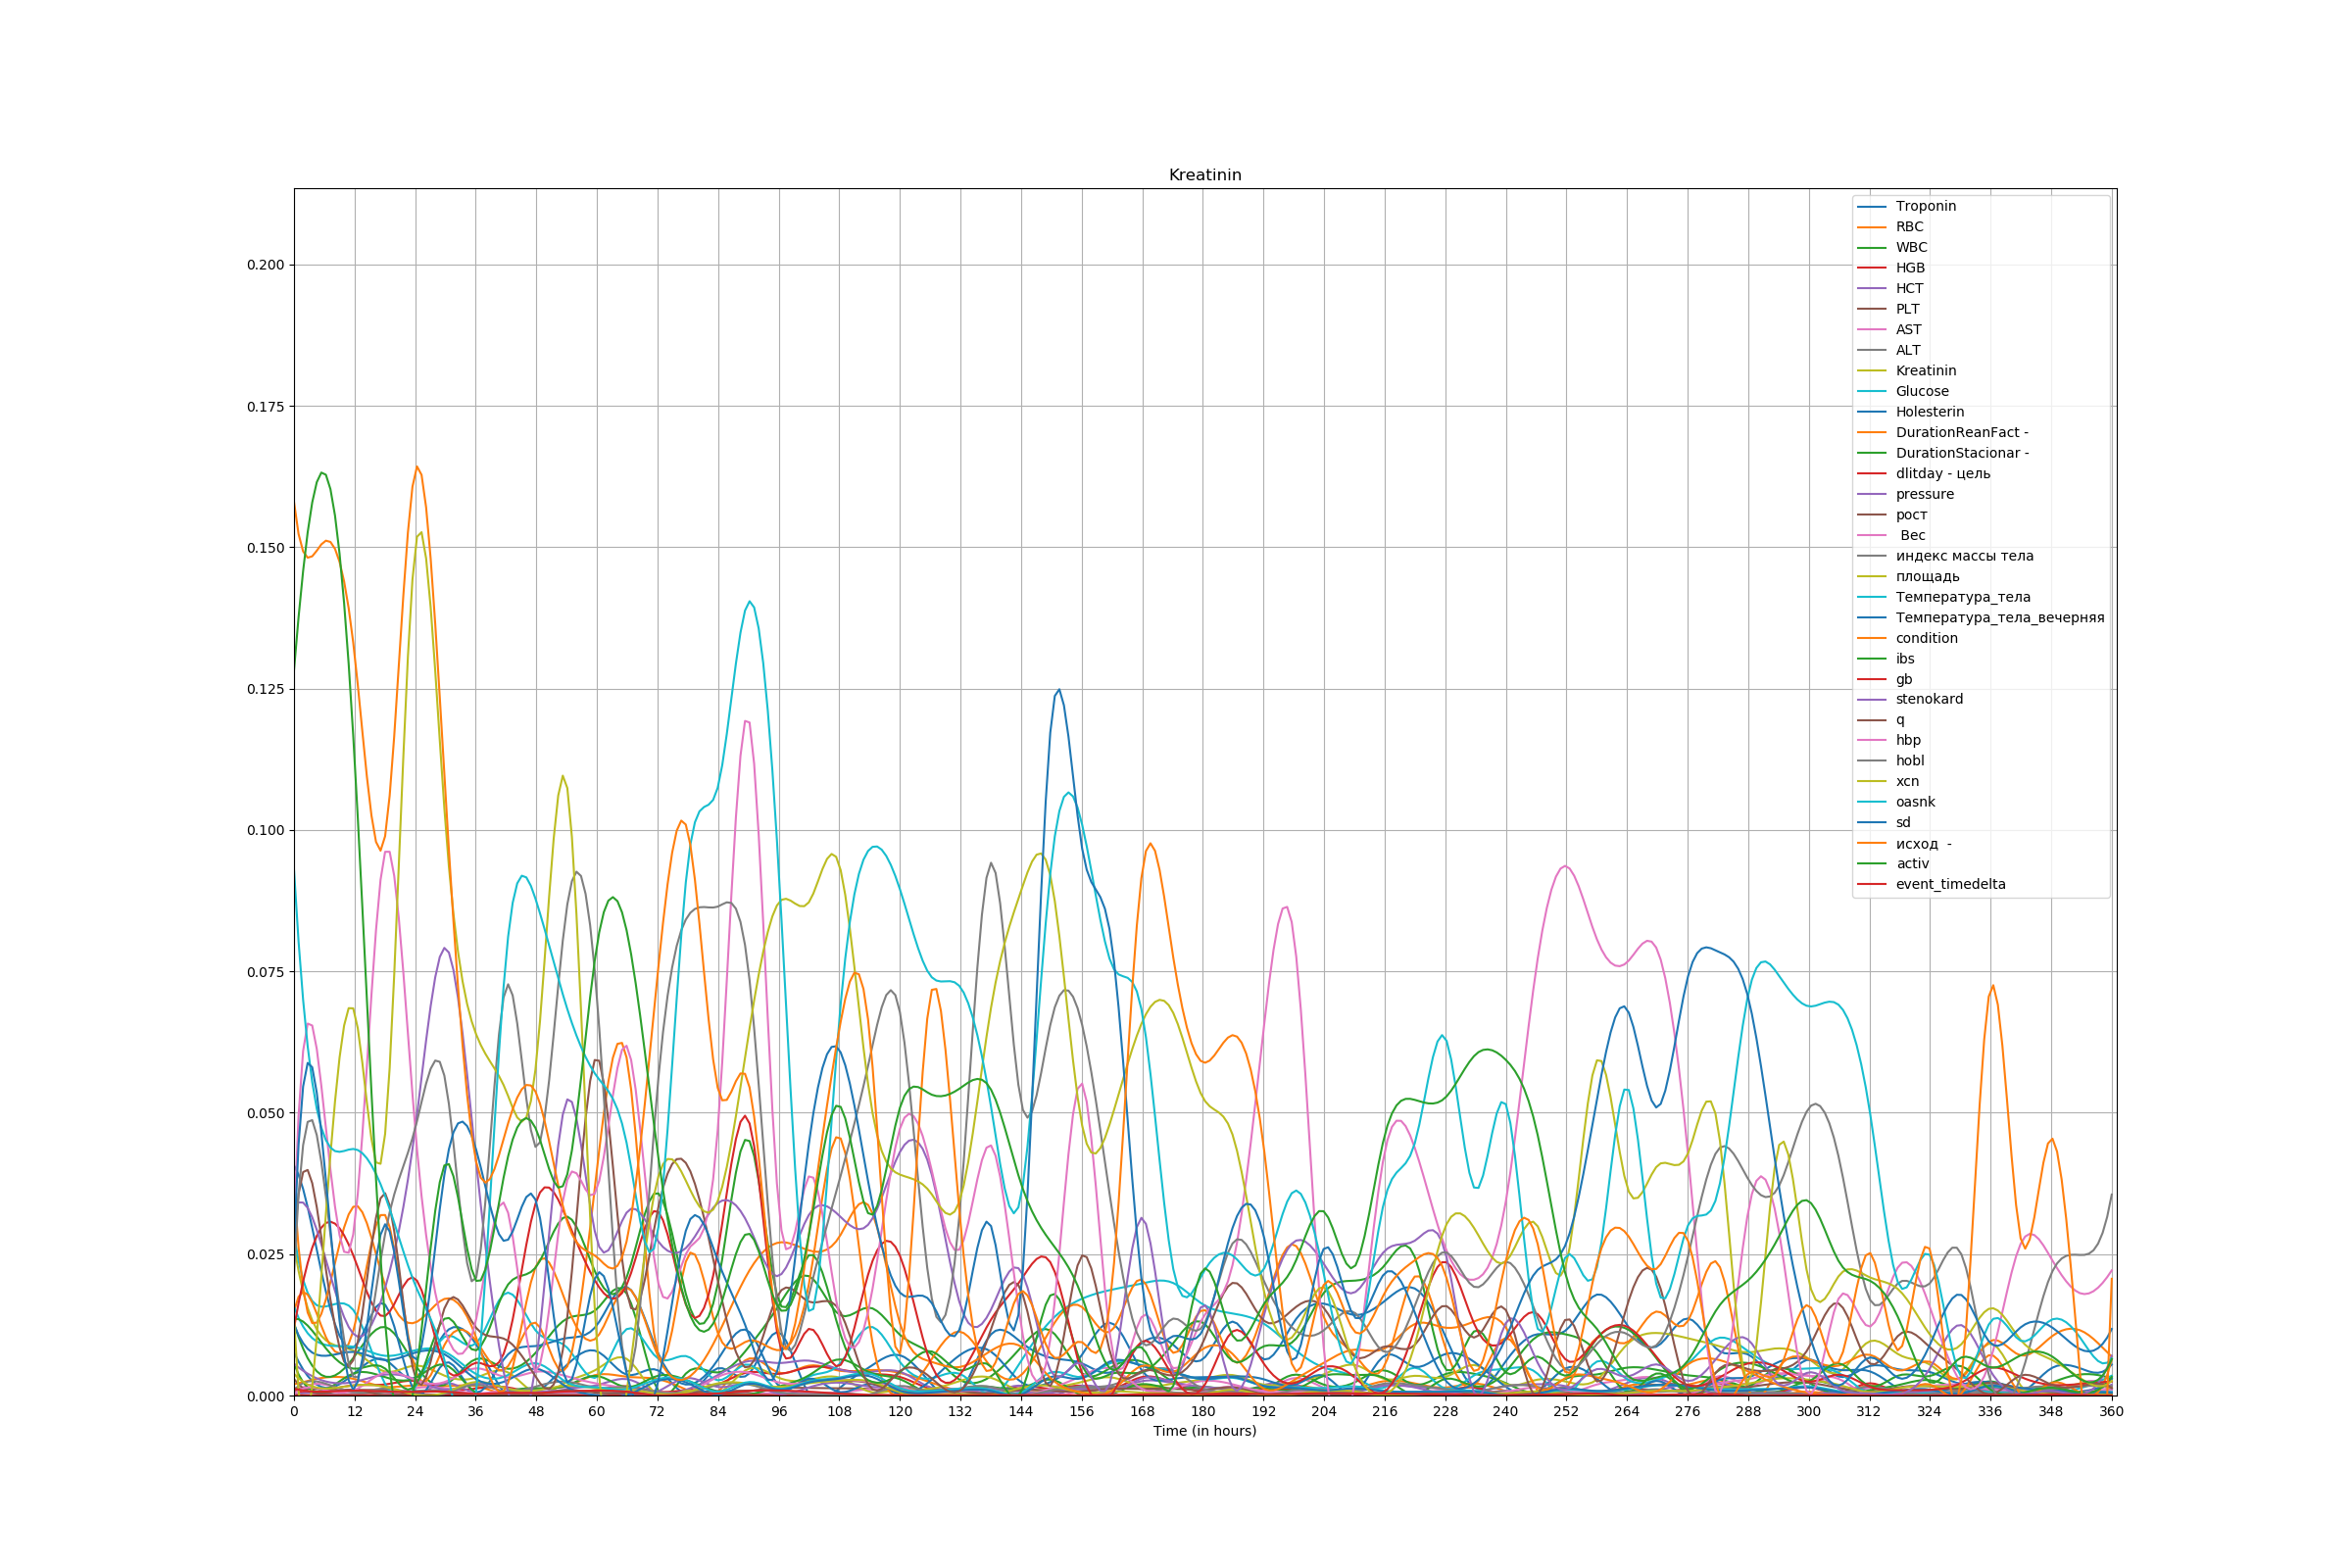 Kreatinin
0.200
0.175
0.150
0.125
0.100
0.075
0.050
0.025
0.000
Troponin
RBC
WBC
HGB
HCT
PLT
AST
ALT
Kreatinin
Glucose
Holesterin
DurationReanFact -
DurationStacionar -
dlitday - цель
pressure
рост
Вес
индекс массы тела
площадь
Температура_тела
Температура_тела_вечерняя
condition
ibs
gb
stenokard
q
hbp
hobl
xcn
oasnk
sd
исход -
activ
event_timedelta
0 12 24 36 48 60 72 84 96 108 120 132 144 156 168 180 192 204 216 228 240 252 264 276 288 300 312 324 336 348 360
Time (in hours)